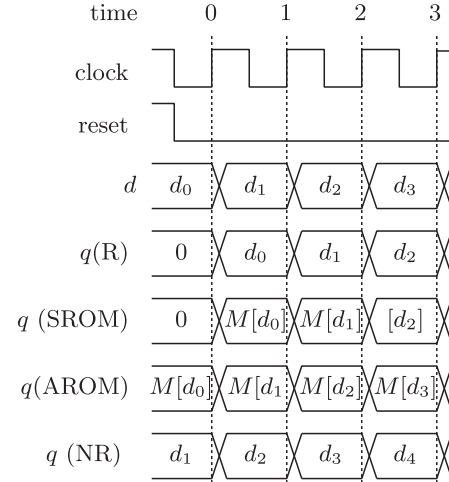 time 0 1 2 3
clock
reset
d d₀ d₁ d₂ d₃
q(R) 0 d₀ d₁ d₂
q (SROM) 0 M[d₀] M[d₁] [d₂]
q(AROM) M[d₀] M[d₁ M[d₂] M[d₃]
q (NR) d₁ d₂ d₃ d₄